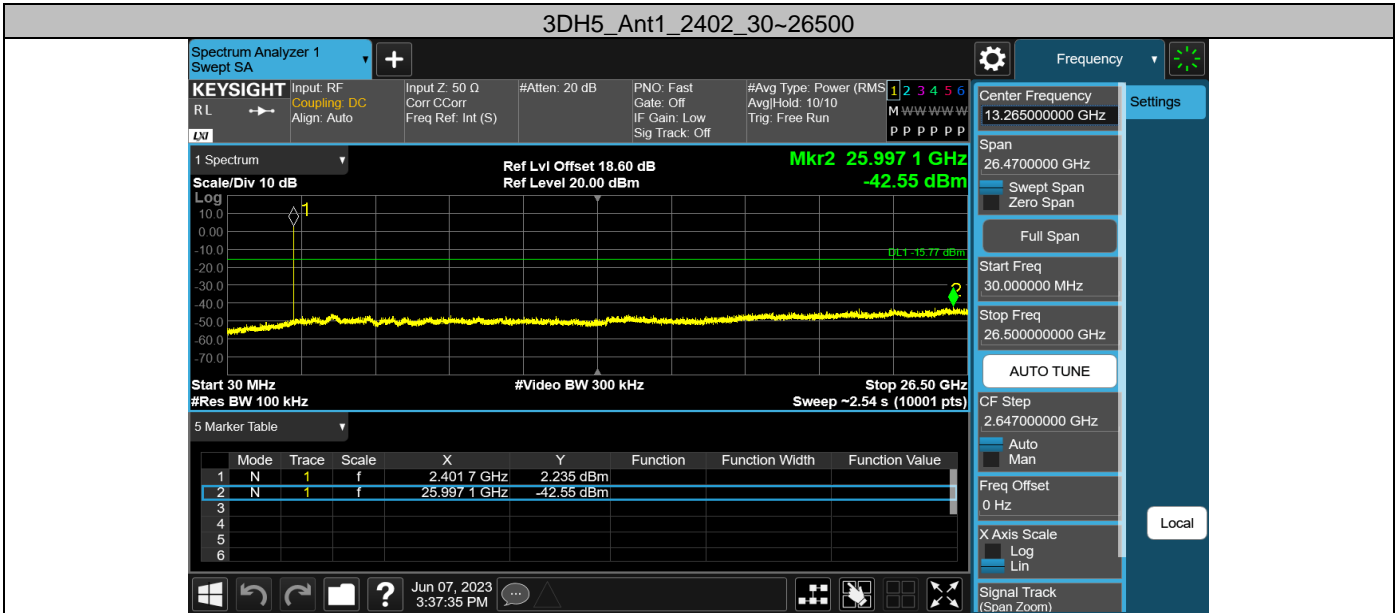 3DH5_Ant1_2402_30~26500
Spectrum Analyzer 1
Swept SA
Frequency
KEYSIGHT
R L
LXI
Input: RF
Coupling: DC
Align: Auto
Input Z: 50 Ω
Corr CCorr
Freq Ref: Int (S)
#Atten: 20 dB
PNO: Fast
Gate: Off
IF Gain: Low
Sig Track: Off
#Avg Type: Power (RMS
Avg|Hold: 10/10
Trig: Free Run
1 2 3 4 5 6
M W W W W W
P P P P P P
1 Spectrum
Scale/Div 10 dB
Ref Lvl Offset 18.60 dB
Ref Level 20.00 dBm
Mkr2 25.997 1 GHz
-42.55 dBm
Log
10.0
0.00
-10.0
-20.0
-30.0
-40.0
-50.0
-60.0
-70.0
1
DL1 -15.77 dBm
2
Start 30 MHz
#Video BW 300 kHz
Stop 26.50 GHz
#Res BW 100 kHz
Sweep ~2.54 s (10001 pts)
5 Marker Table
Mode Trace Scale X Y Function Function Width Function Value
1 N 1 f 2.401 7 GHz 2.235 dBm
2 N 1 f 25.997 1 GHz -42.55 dBm
3
4
5
6
Jun 07, 2023
3:37:35 PM
Center Frequency
13.265000000 GHz
Span
26.4700000 GHz
Swept Span
Zero Span
Full Span
Start Freq
30.000000 MHz
Stop Freq
26.500000000 GHz
AUTO TUNE
CF Step
2.647000000 GHz
Auto
Man
Freq Offset
0 Hz
X Axis Scale
Log
Lin
Signal Track
(Span Zoom)
Settings
Local